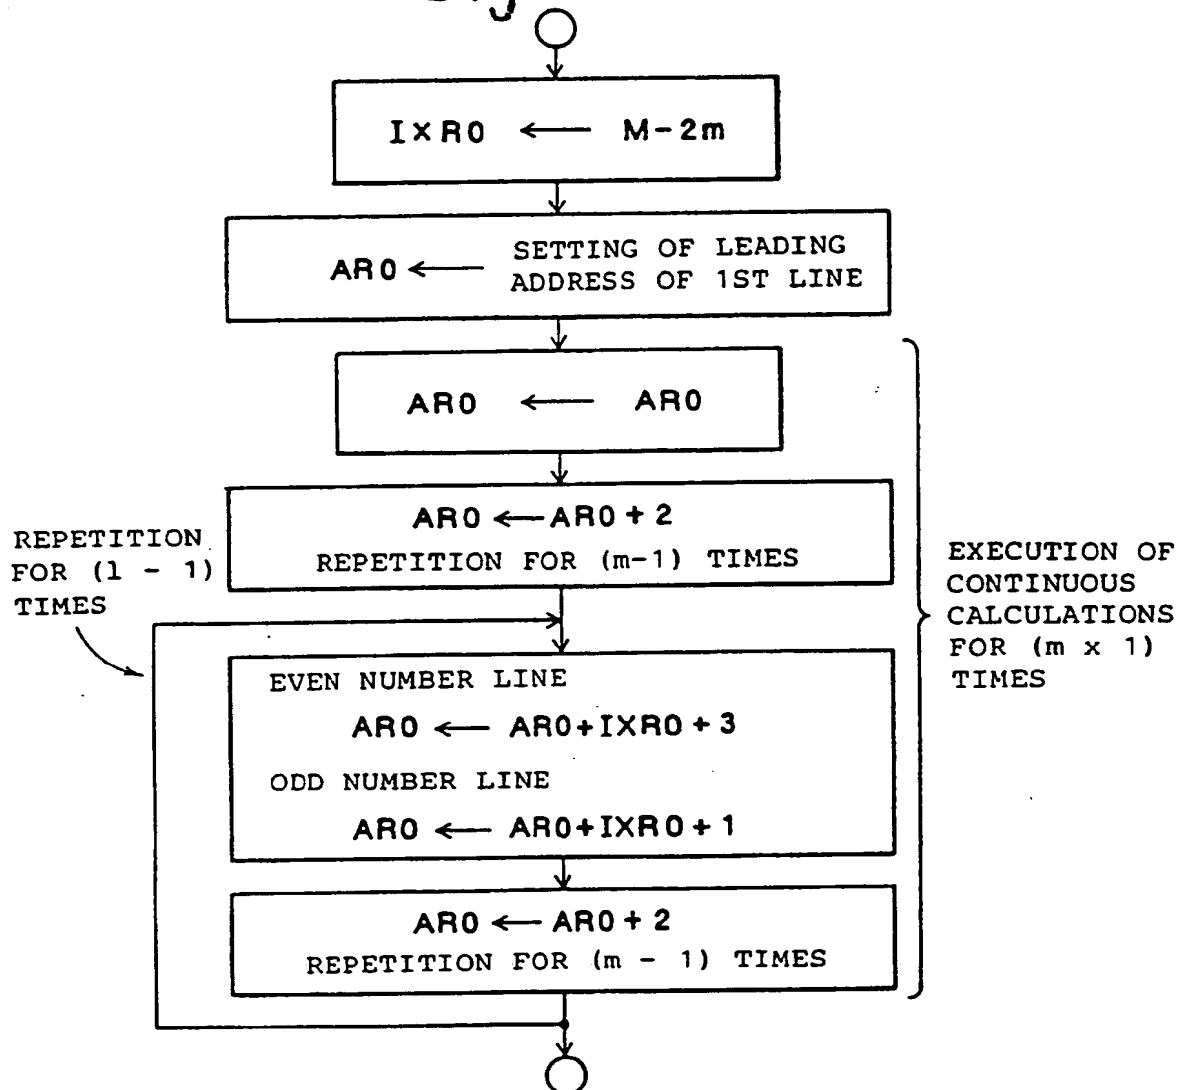 IXR0 ← M-2m
AR0 ← SETTING OF LEADING
ADDRESS OF 1ST LINE
AR0 ← AR0
AR0 ← AR0+2
REPETITION FOR (m-1) TIMES
REPETITION
FOR (l - 1)
TIMES
EXECUTION OF
CONTINUOUS
CALCULATIONS
FOR (m x l)
TIMES
EVEN NUMBER LINE
AR0 ← AR0+IXR0+3
ODD NUMBER LINE
AR0 ← AR0+IXR0+1
AR0 ← AR0+2
REPETITION FOR (m - 1) TIMES